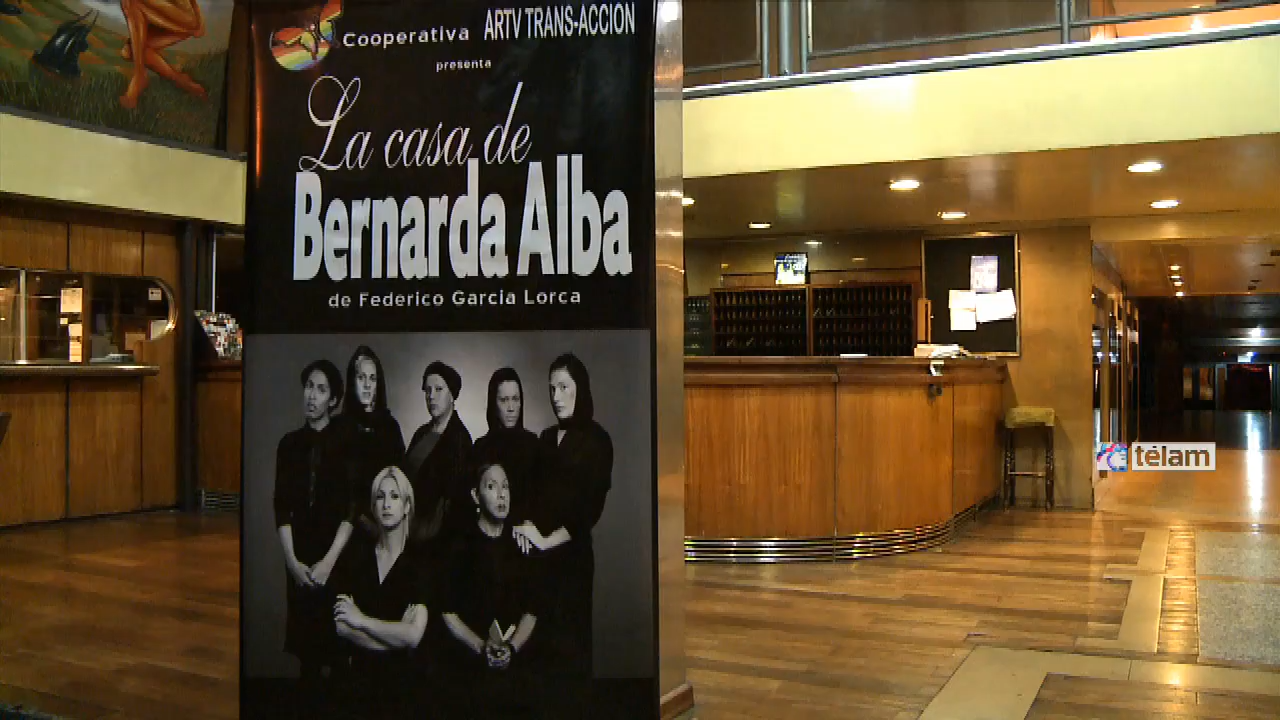 Cooperativa ARTV TRANS-ACCION
presenta
La casa de
Bernarda Alba
de Federico Garcia Lorca
télam